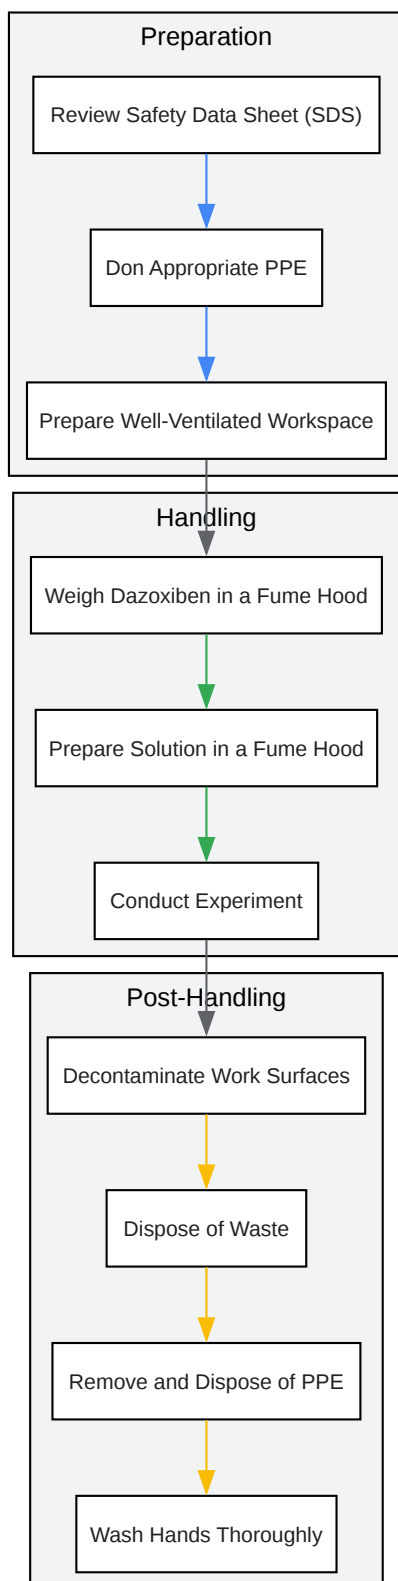 Preparation
Review Safety Data Sheet (SDS)
Don Appropriate PPE
Prepare Well-Ventilated Workspace
Handling
Weigh Dazoxiben in a Fume Hood
Prepare Solution in a Fume Hood
Conduct Experiment
Post-Handling
Decontaminate Work Surfaces
Dispose of Waste
Remove and Dispose of PPE
Wash Hands Thoroughly